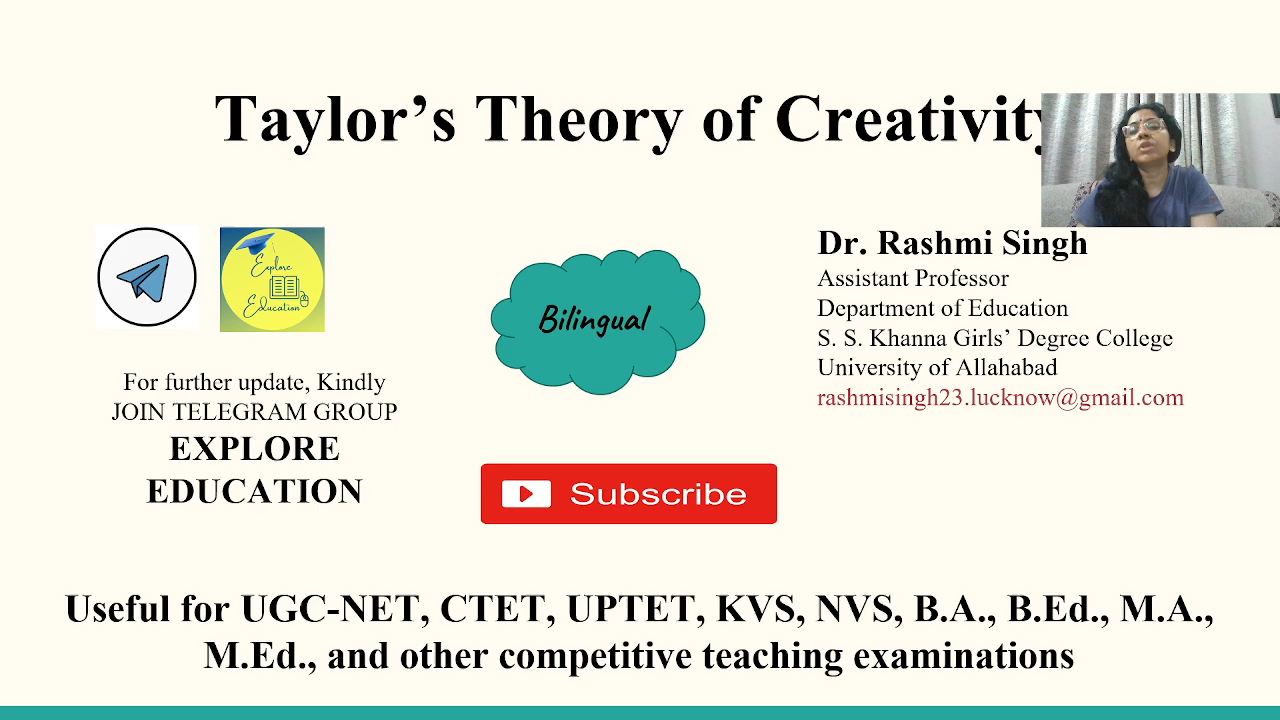 Taylor’s Theory of Creativity
Explore
Education
For further update, Kindly
JOIN TELEGRAM GROUP
EXPLORE
EDUCATION
Bilingual
Subscribe
Dr. Rashmi Singh
Assistant Professor
Department of Education
S. S. Khanna Girls’ Degree College
University of Allahabad
rashmisingh23.lucknow@gmail.com
Useful for UGC-NET, CTET, UPTET, KVS, NVS, B.A., B.Ed., M.A.,
M.Ed., and other competitive teaching examinations